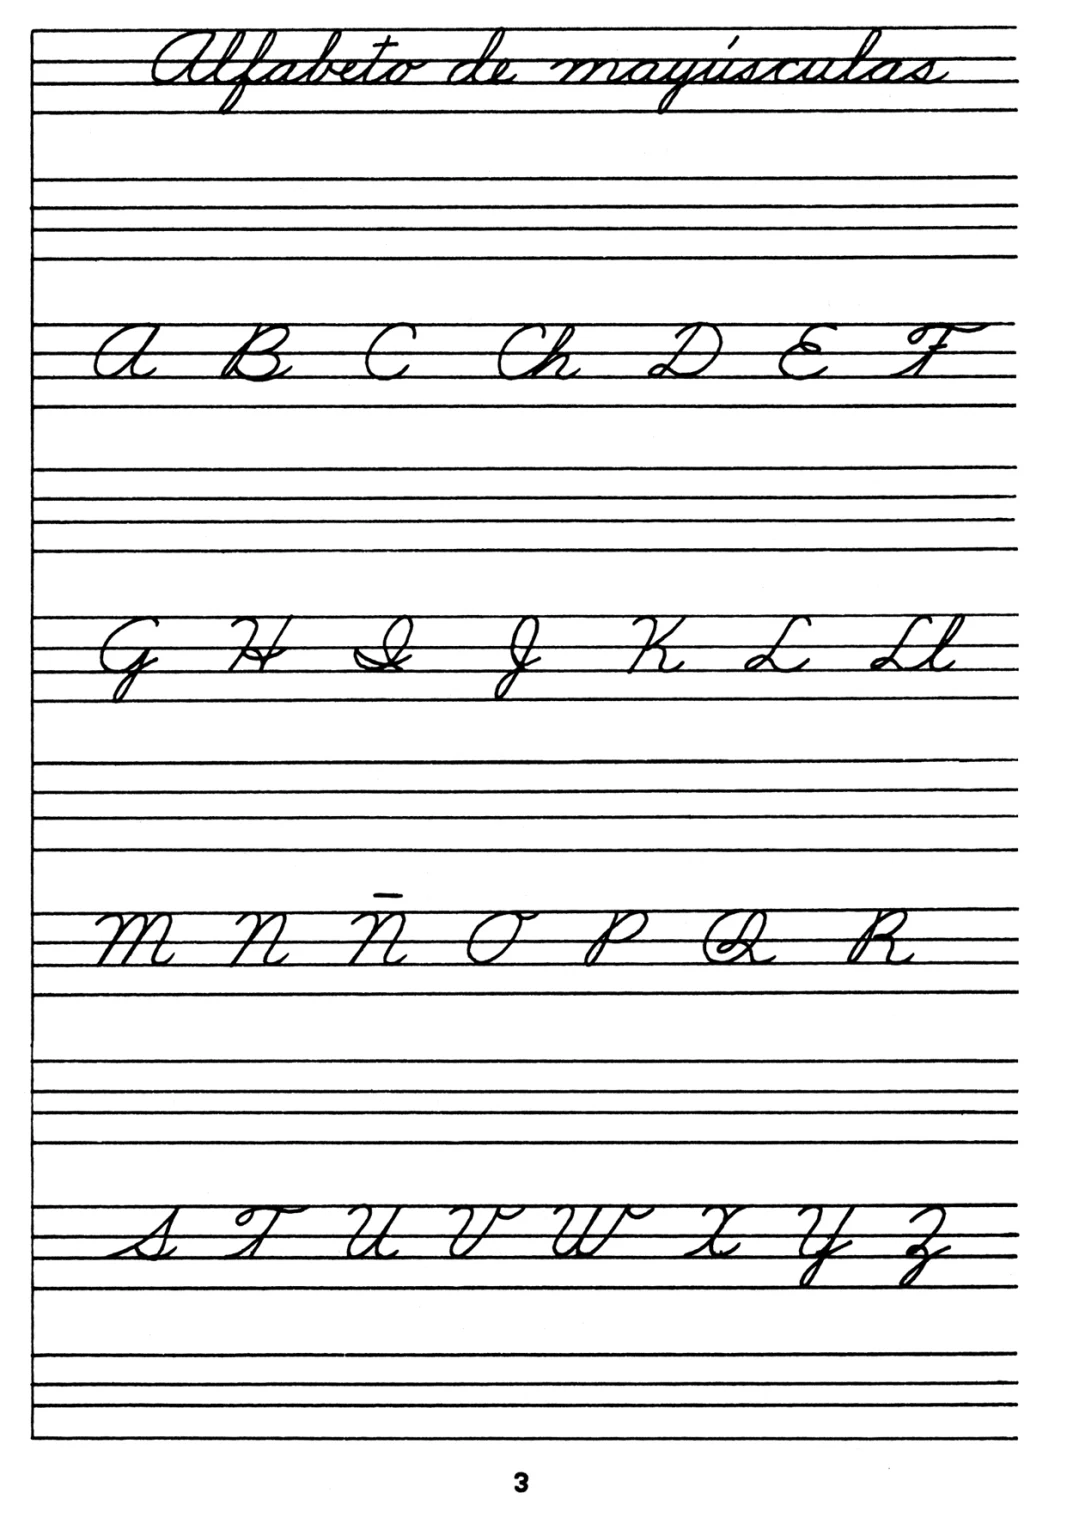 Alfabeto de mayúsculas
A B C Ch D E F
G H I J K L Ll
M N Ñ O P Q R
S T U V W X Y Z
3